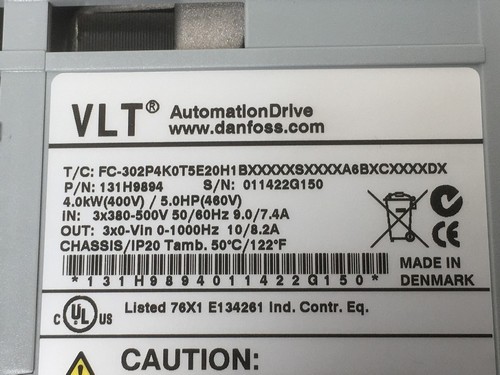 VLT® AutomationDrive
www.danfoss.com
T/C: FC-302P4K0T5E20H1BXXXXXSXXXXA6BXCXXXXDX
P/N: 131H9894 S/N: 011422G150
4.0kW(400V) / 5.0HP(460V)
IN: 3x380-500V 50/60Hz 9.0/7.4A
OUT: 3x0-Vin 0-1000Hz 10/8.2A
CHASSIS/IP20 Tamb. 50°C/122°F
*131H9894011422G150*
MADE IN
DENMARK
c UL US Listed 76X1 E134261 Ind. Contr. Eq.
CAUTION: